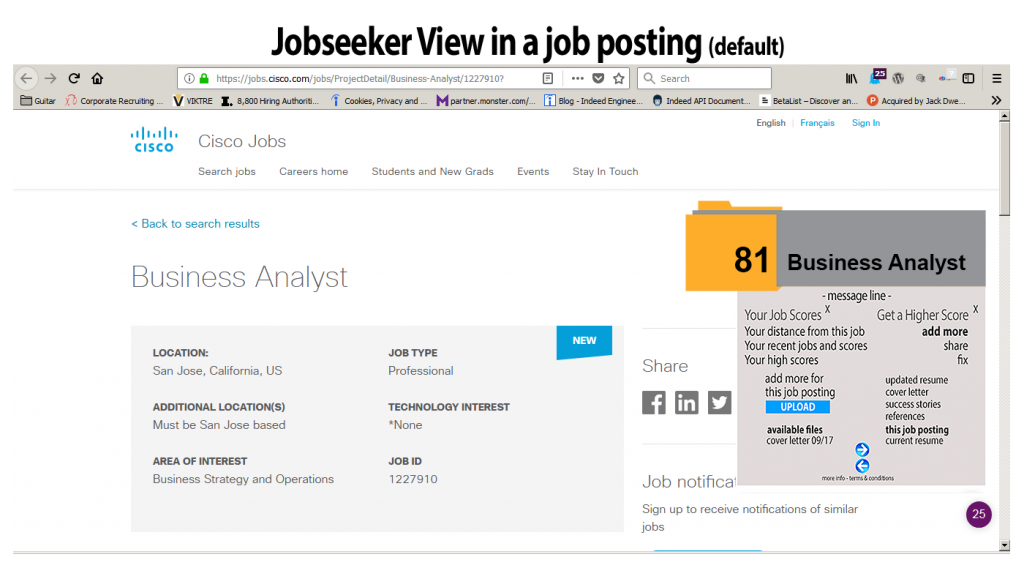 Jobseeker View in a job posting (default)
https://jobs.cisco.com/jobs/ProjectDetail/Business-Analyst/1227910?
Search
25
Guitar
Corporate Recruiting ...
VIKTRE
8,800 Hiring Authoriti...
Cookies, Privacy and ...
partner.monster.com/...
Blog - Indeed Enginee...
Indeed API Document...
BetaList – Discover an...
Acquired by Jack Dwe...
English
Français
Sign In
CISCO
Cisco Jobs
Search jobs
Careers home
Students and New Grads
Events
Stay In Touch
< Back to search results
Business Analyst
NEW
LOCATION:
San Jose, California, US
JOB TYPE
Professional
ADDITIONAL LOCATION(S)
Must be San Jose based
TECHNOLOGY INTEREST
*None
AREA OF INTEREST
Business Strategy and Operations
JOB ID
1227910
Share
Job notifica
Sign up to receive notifications of similar
jobs
81
Business Analyst
- message line -
Your Job Scores X
Get a Higher Score X
Your distance from this job
add more
Your recent jobs and scores
share
Your high scores
fix
add more for
this job posting
UPLOAD
updated resume
cover letter
success stories
references
available files
cover letter 09/17
this job posting
current resume
more info - terms & conditions
25